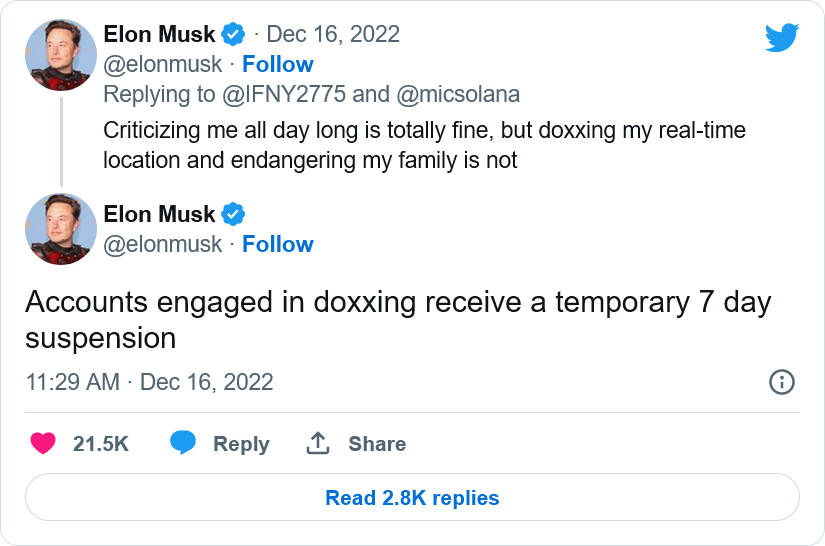 Elon Musk · Dec 16, 2022
@elonmusk · Follow
Replying to @IFNY2775 and @micsolana
Criticizing me all day long is totally fine, but doxxing my real-time
location and endangering my family is not
Elon Musk
@elonmusk · Follow
Accounts engaged in doxxing receive a temporary 7 day
suspension
11:29 AM · Dec 16, 2022
21.5K Reply Share
Read 2.8K replies